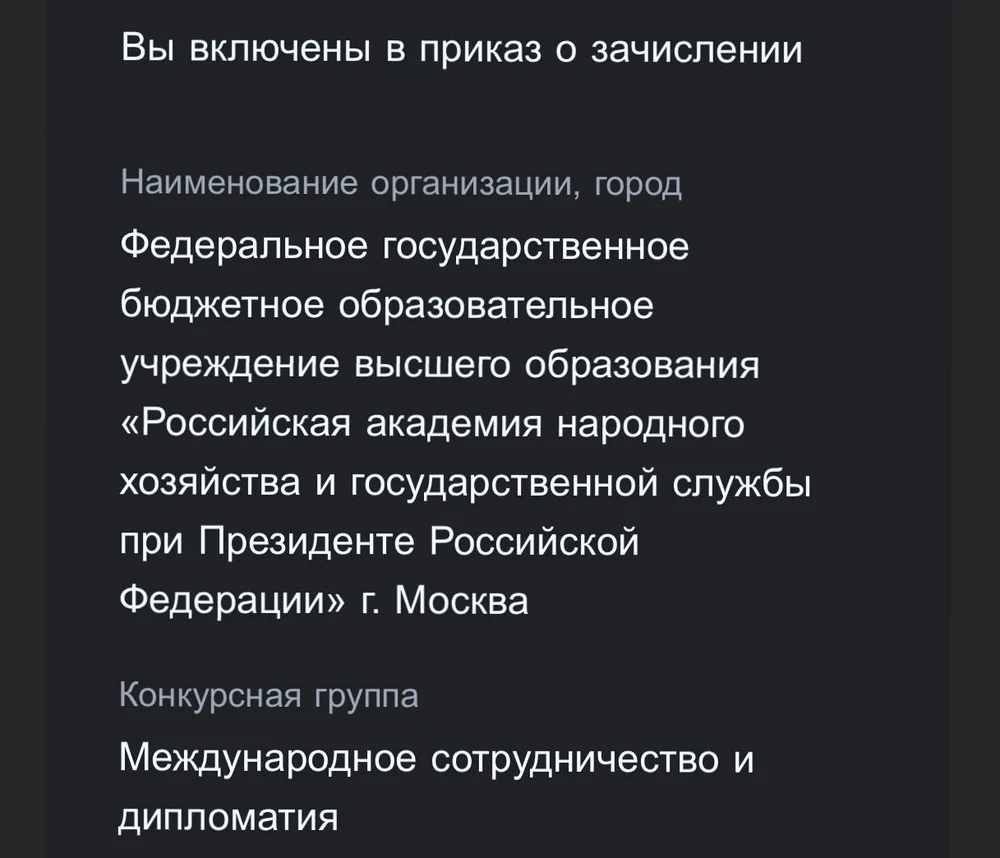 Вы включены в приказ о зачислении
Наименование организации, город
Федеральное государственное
бюджетное образовательное
учреждение высшего образования
«Российская академия народного
хозяйства и государственной службы
при Президенте Российской
Федерации» г. Москва
Конкурсная группа
Международное сотрудничество и
дипломатия